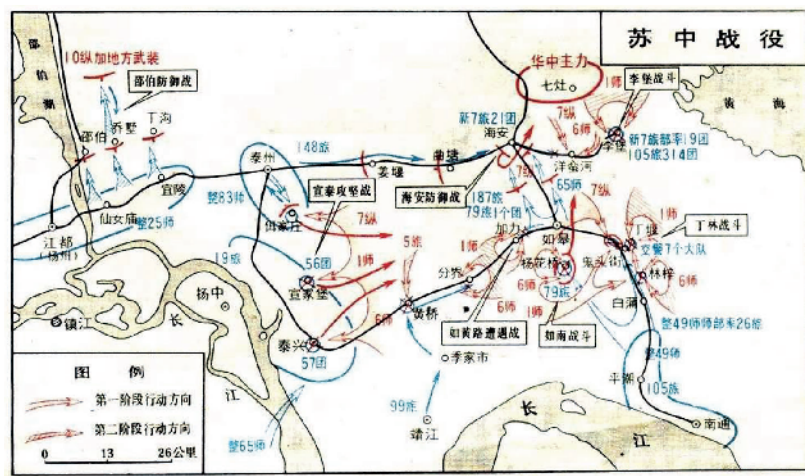 苏中战役
邵伯湖
10纵加地方武装
邵伯防御战
华中主力
七灶
1师
李堡战斗
黄海
丁沟
乔墅
邵伯
新7旅21团
海安
7纵
6师
李堡
新7旅部率19团
105旅314团
洋蛮河
148旅
姜堰
曲塘
泰州
宜陵
宣泰攻坚战
海安防御战
187旅
79旅1个团
65师
7纵
1师
丁堰
丁林战斗
整83师
仙女庙
整25师
江都
(扬州)
7纵
1师
5旅
加力
如皋
交警7个大队
19旅
56团
宣家堡
分界
1师
杨花桥
鬼头街
林梓
6师
扬中
镇江
长
6师
黄桥
6师
1师
79旅
白蒲
如黄路遭遇战
如南战斗
整49师师部率26旅
泰兴
57团
季家市
整49师
平潮
105旅
图例
第一阶段行动方向
第二阶段行动方向
0 13 26公里
江
整65师
99旅
靖江
长
江
南通